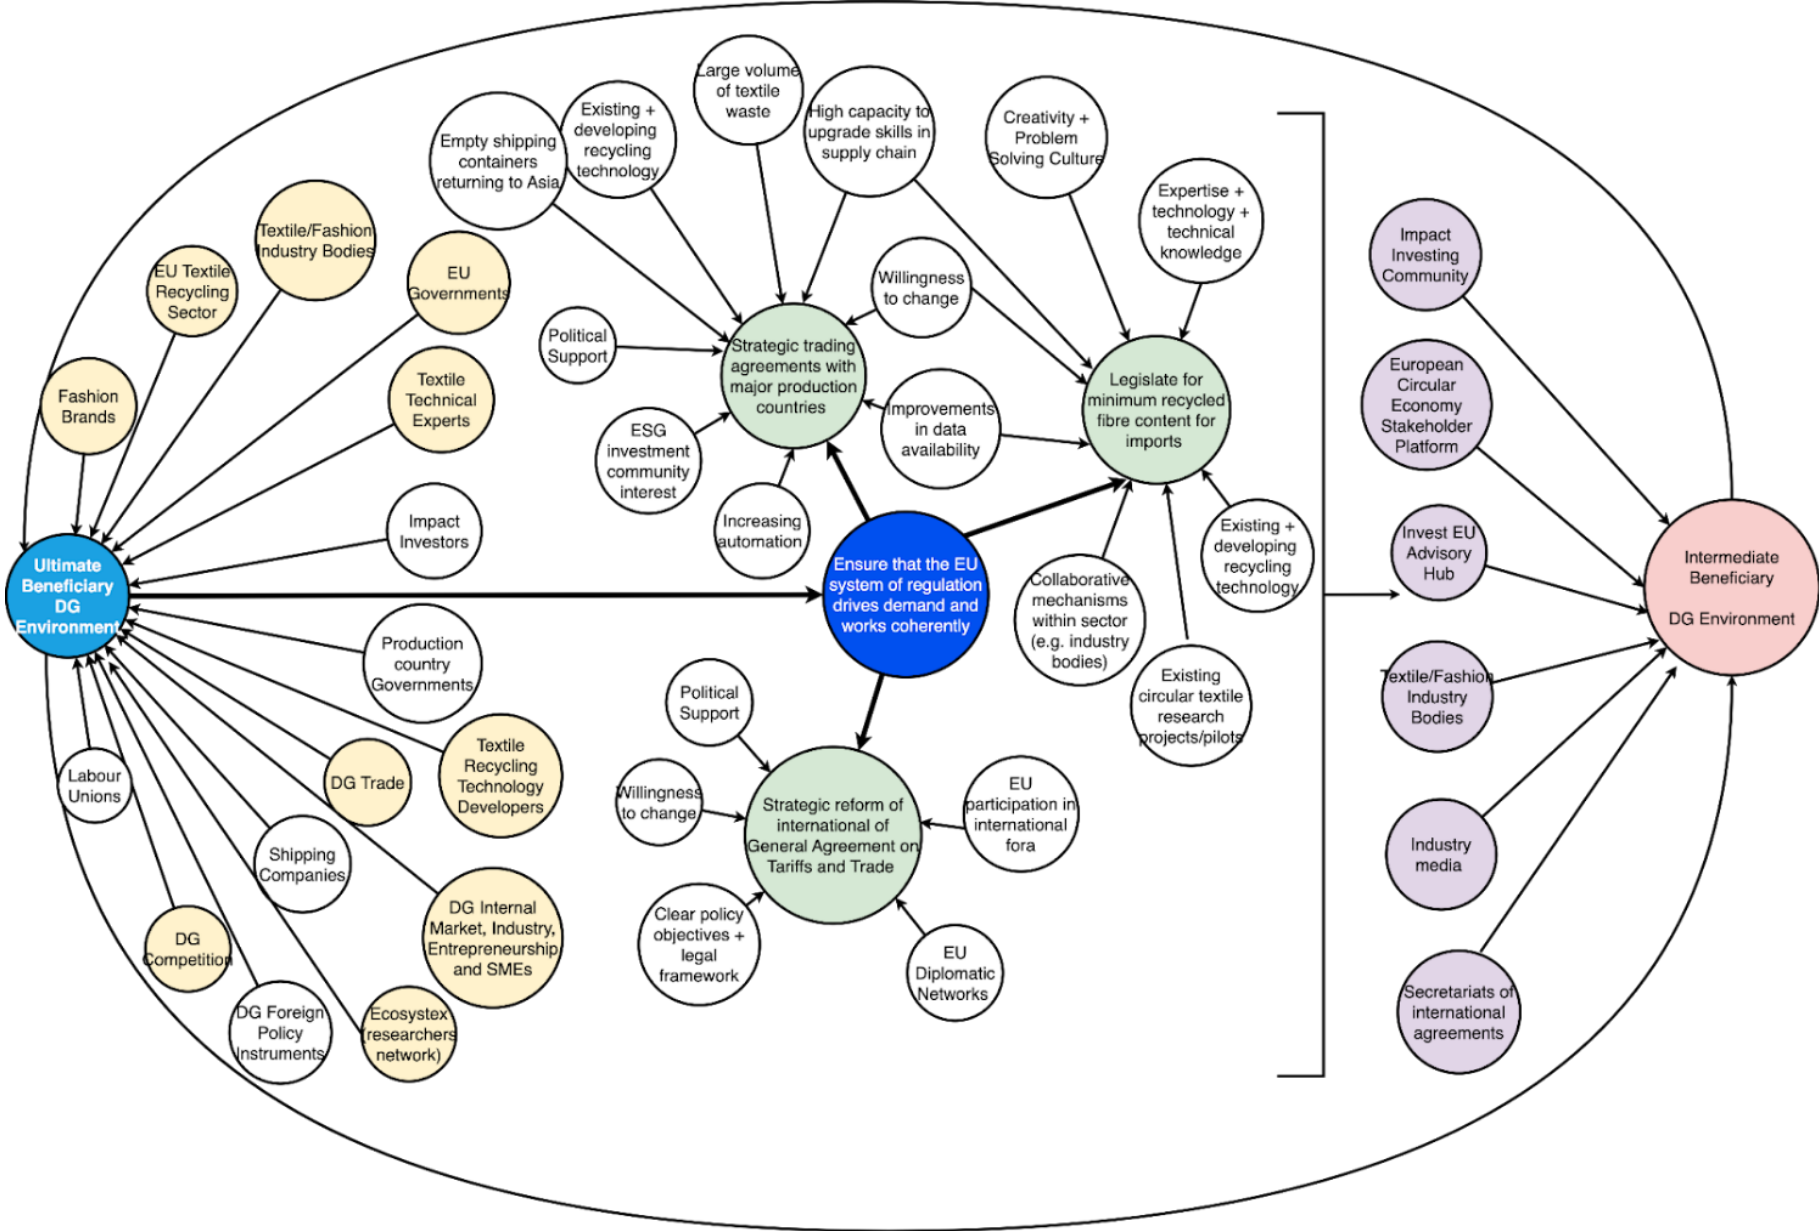 Large volume
of textile
waste
Existing +
developing
recycling
technology
High capacity to
upgrade skills in
supply chain
Creativity +
Problem
Solving Culture
Empty shipping
containers
returning to Asia
Expertise +
technology +
technical
knowledge
Textile/Fashion
Industry Bodies
EU Textile
Recycling
Sector
EU
Governments
Willingness
to change
Impact
Investing
Community
Political
Support
Strategic trading
agreements with
major production
countries
Fashion
Brands
Textile
Technical
Experts
Legislate for
minimum recycled
fibre content for
imports
European
Circular
Economy
Stakeholder
Platform
ESG
investment
community
interest
Improvements
in data
availability
Impact
Investors
Increasing
automation
Existing +
developing
recycling
technology
Invest EU
Advisory
Hub
Ultimate
Beneficiary
DG
Environment
Ensure that the EU
system of regulation
drives demand and
works coherently
Collaborative
mechanisms
within sector
(e.g. industry
bodies)
Intermediate
Beneficiary
DG Environment
Production
country
Governments
Political
Support
Existing
circular textile
research
projects/pilots
Textile/Fashion
Industry
Bodies
Labour
Unions
DG Trade
Textile
Recycling
Technology
Developers
Willingness
to change
Strategic reform of
international of
General Agreement on
Tariffs and Trade
EU
participation in
international
fora
Shipping
Companies
Industry
media
DG
Competition
DG Internal
Market, Industry,
Entrepreneurship
and SMEs
Clear policy
objectives +
legal
framework
EU
Diplomatic
Networks
DG Foreign
Policy
Instruments
Ecosystex
(researchers
network)
Secretariats of
international
agreements